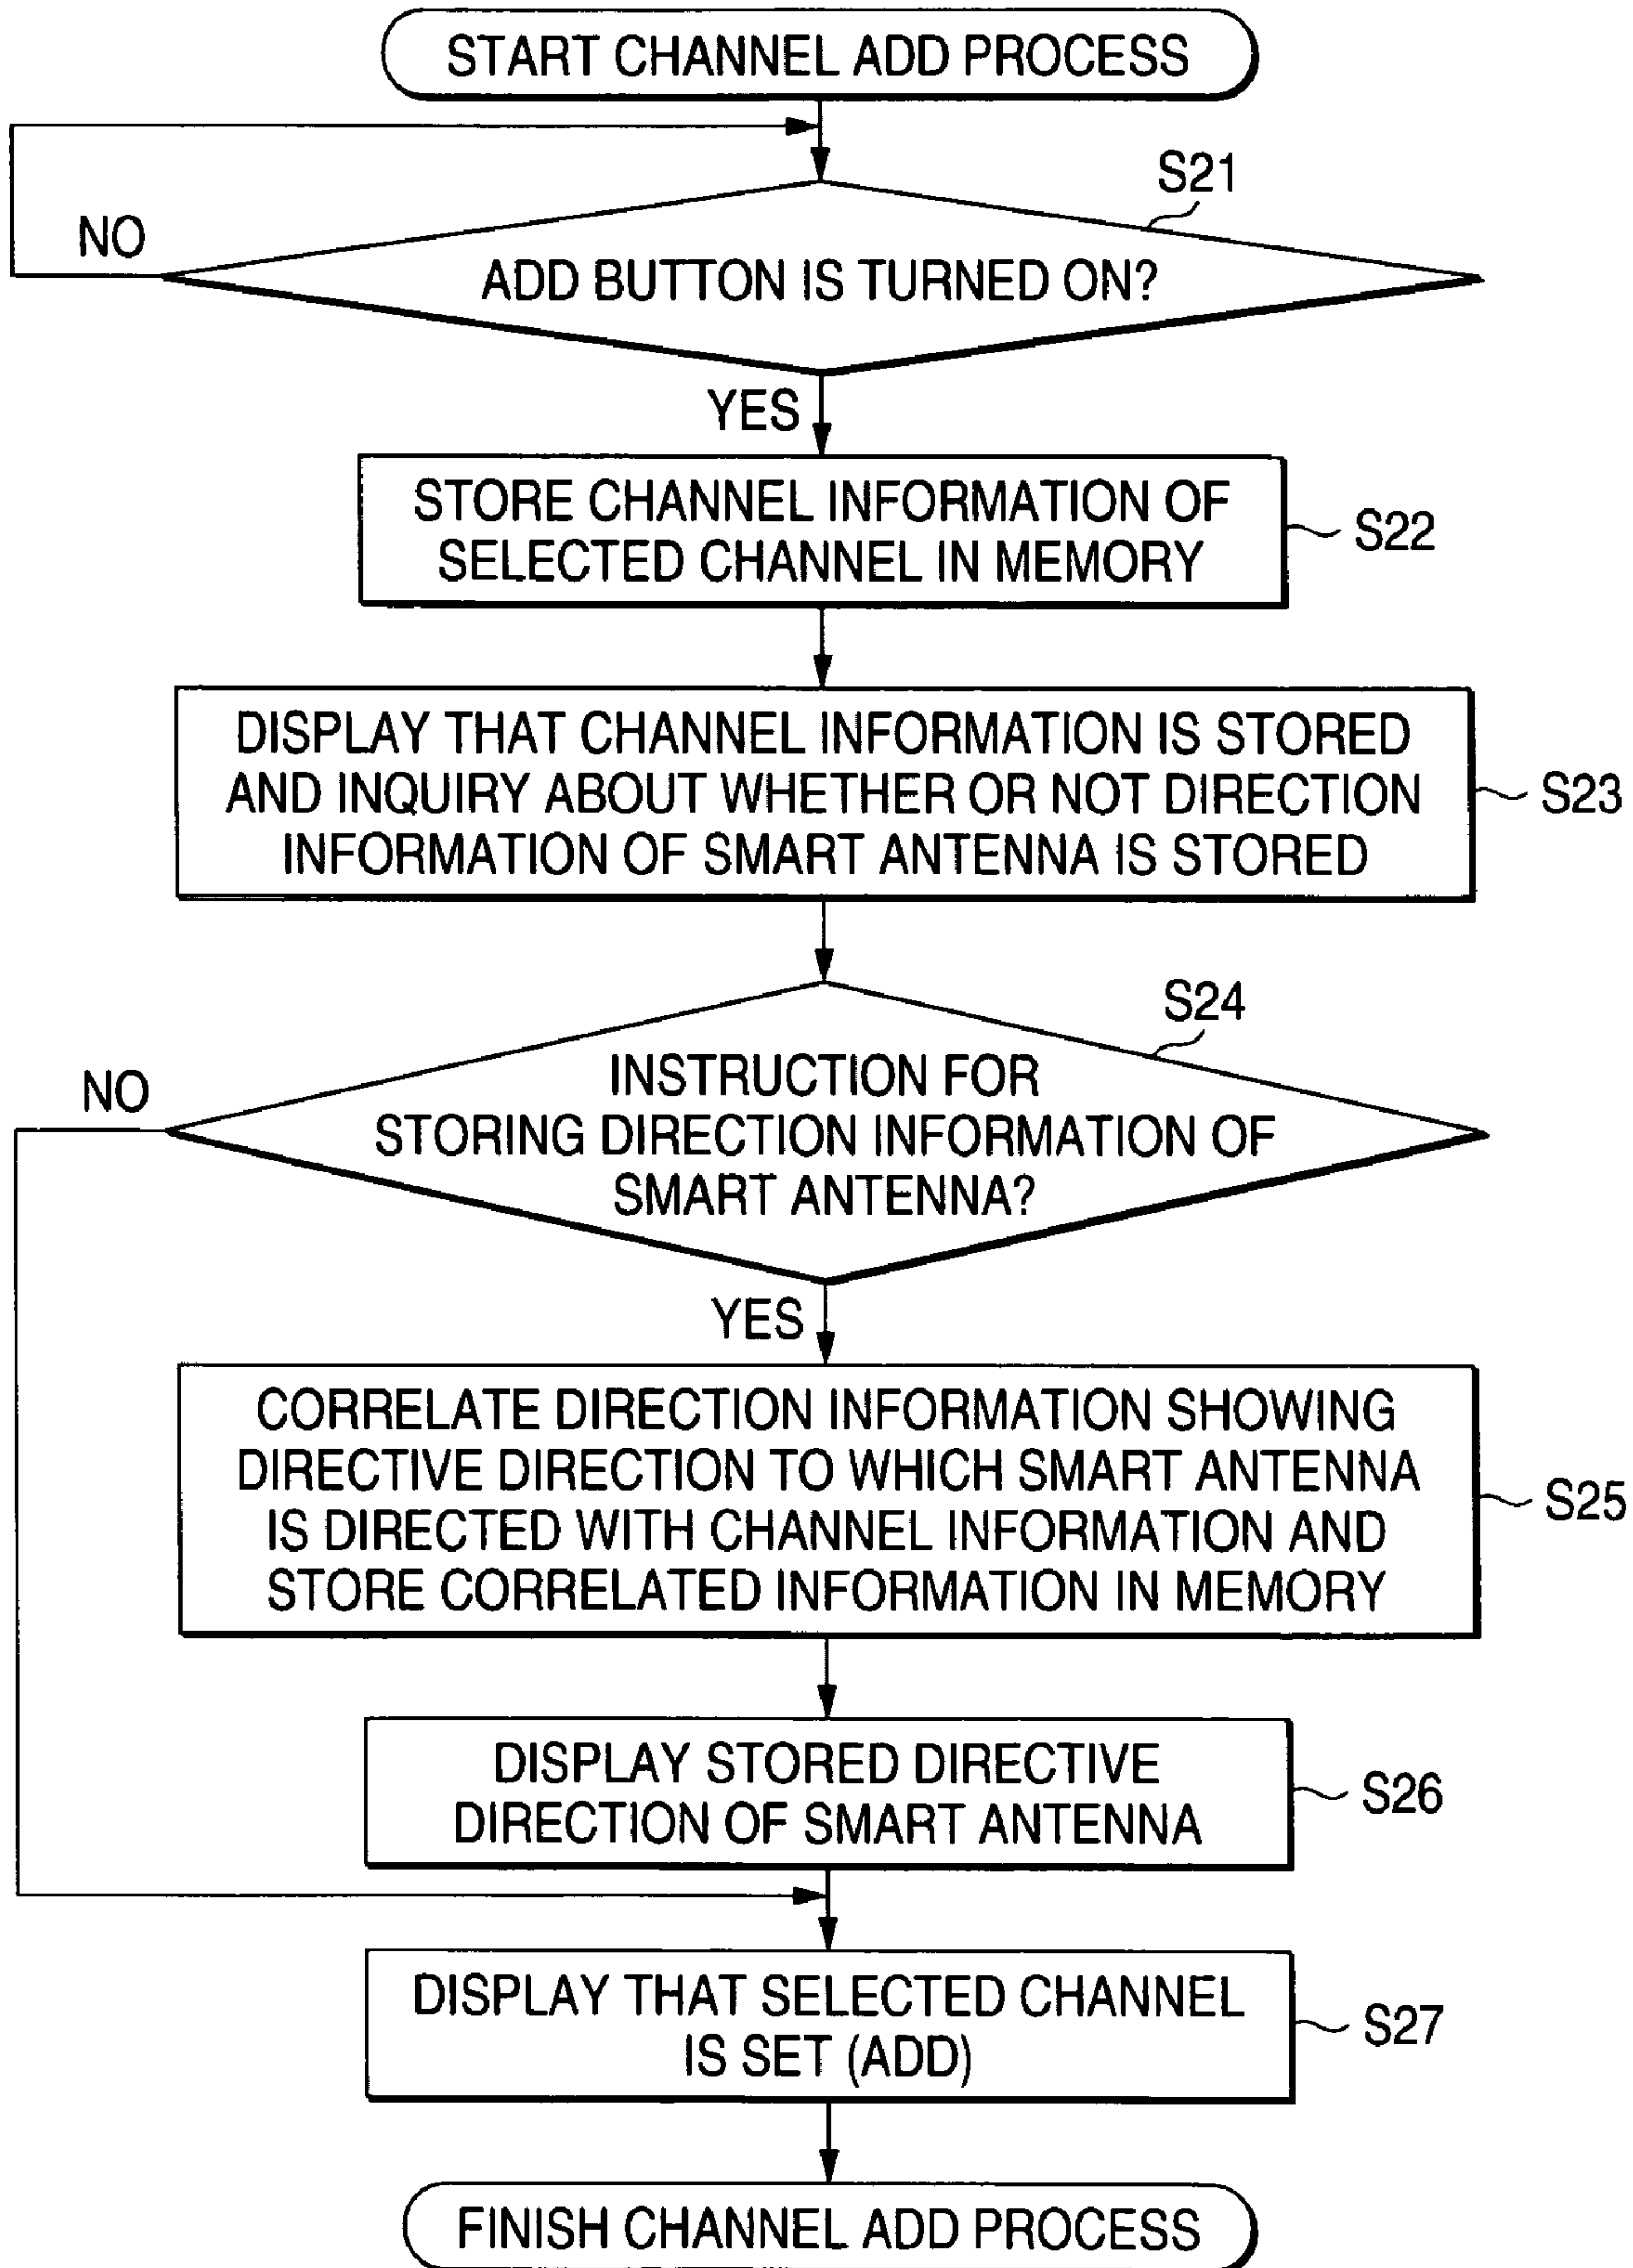 START CHANNEL ADD PROCESS
S21
NO
ADD BUTTON IS TURNED ON?
YES
STORE CHANNEL INFORMATION OF
SELECTED CHANNEL IN MEMORY
S22
DISPLAY THAT CHANNEL INFORMATION IS STORED
AND INQUIRY ABOUT WHETHER OR NOT DIRECTION
INFORMATION OF SMART ANTENNA IS STORED
S23
S24
NO
INSTRUCTION FOR
STORING DIRECTION INFORMATION OF
SMART ANTENNA?
YES
CORRELATE DIRECTION INFORMATION SHOWING
DIRECTIVE DIRECTION TO WHICH SMART ANTENNA
IS DIRECTED WITH CHANNEL INFORMATION AND
STORE CORRELATED INFORMATION IN MEMORY
S25
DISPLAY STORED DIRECTIVE
DIRECTION OF SMART ANTENNA
S26
DISPLAY THAT SELECTED CHANNEL
IS SET (ADD)
S27
FINISH CHANNEL ADD PROCESS